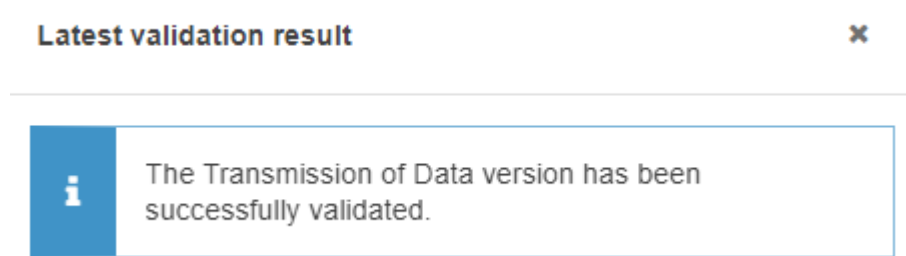 Latest validation result
The Transmission of Data version has been
successfully validated.